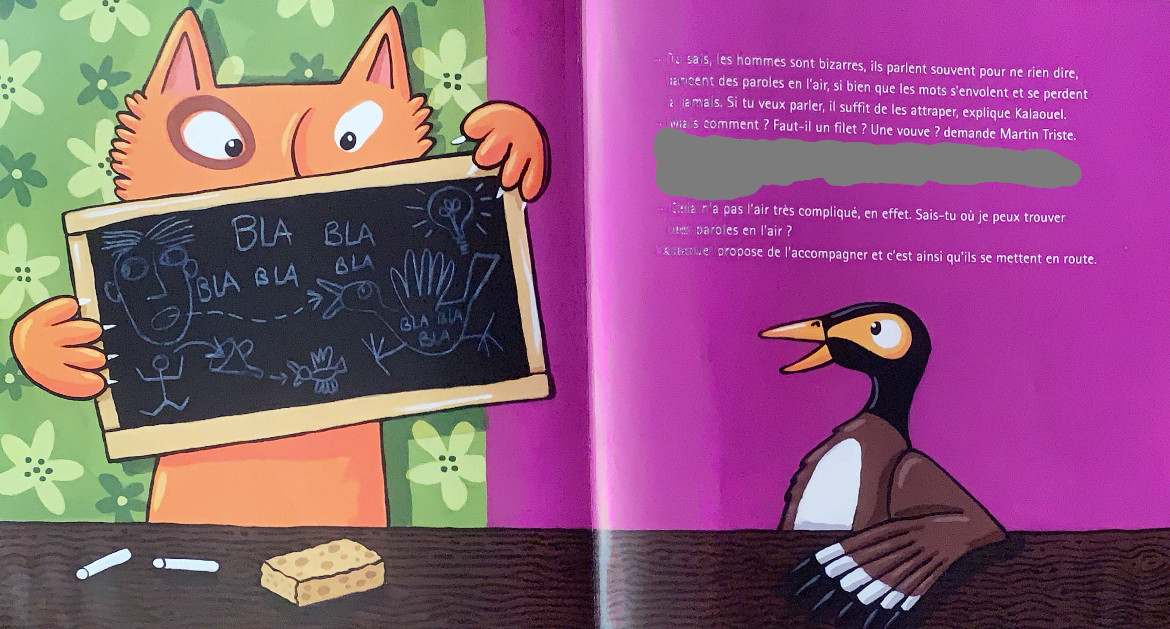 BLA BLA
BLA BLA BLA
BLA BLA
BLA
– Tu sais, les hommes sont bizarres, ils parlent souvent pour ne rien dire,
lancent des paroles en l'air, si bien que les mots s'envolent et se perdent
à jamais. Si tu veux parler, il suffit de les attraper, explique Kalaouel.
– Mais comment ? Faut-il un filet ? Une vouve ? demande Martin Triste.
– Cela n'a pas l'air très compliqué, en effet. Sais-tu où je peux trouver
des paroles en l'air ?
propose de l'accompagner et c'est ainsi qu'ils se mettent en route.